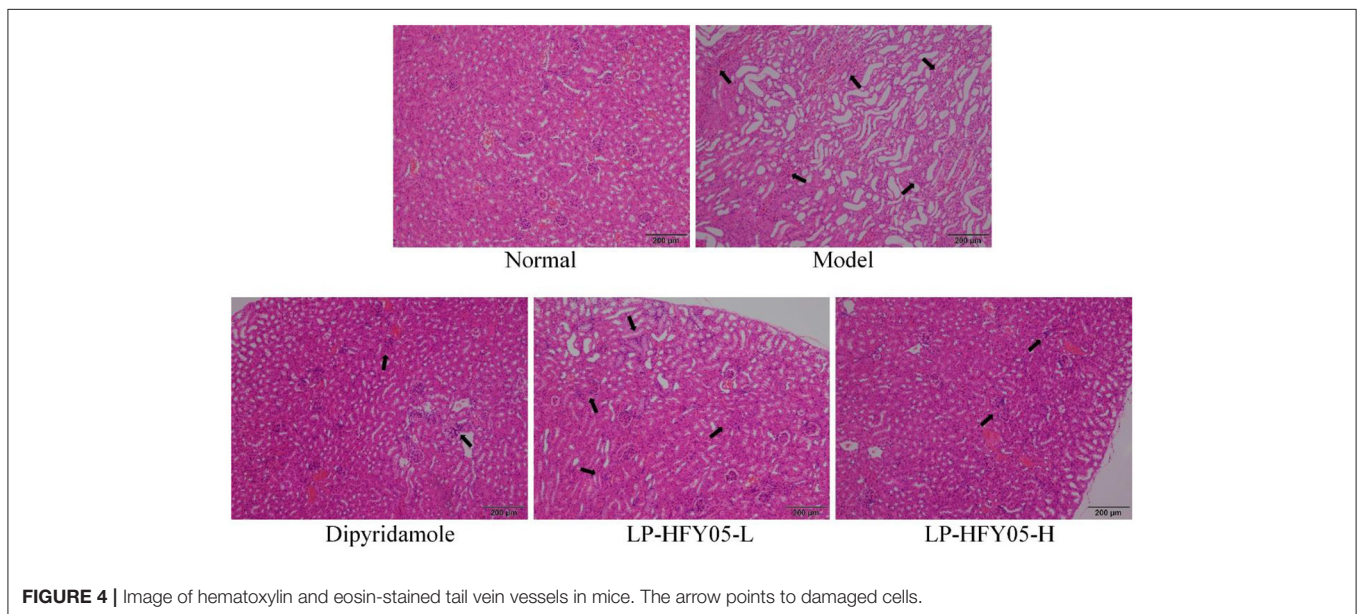 200 µm
200 µm
Normal
Model
200 µm
200 µm
200 µm
Dipyridamole
LP-HFY05-L
LP-HFY05-H
FIGURE 4 | Image of hematoxylin and eosin-stained tail vein vessels in mice. The arrow points to damaged cells.